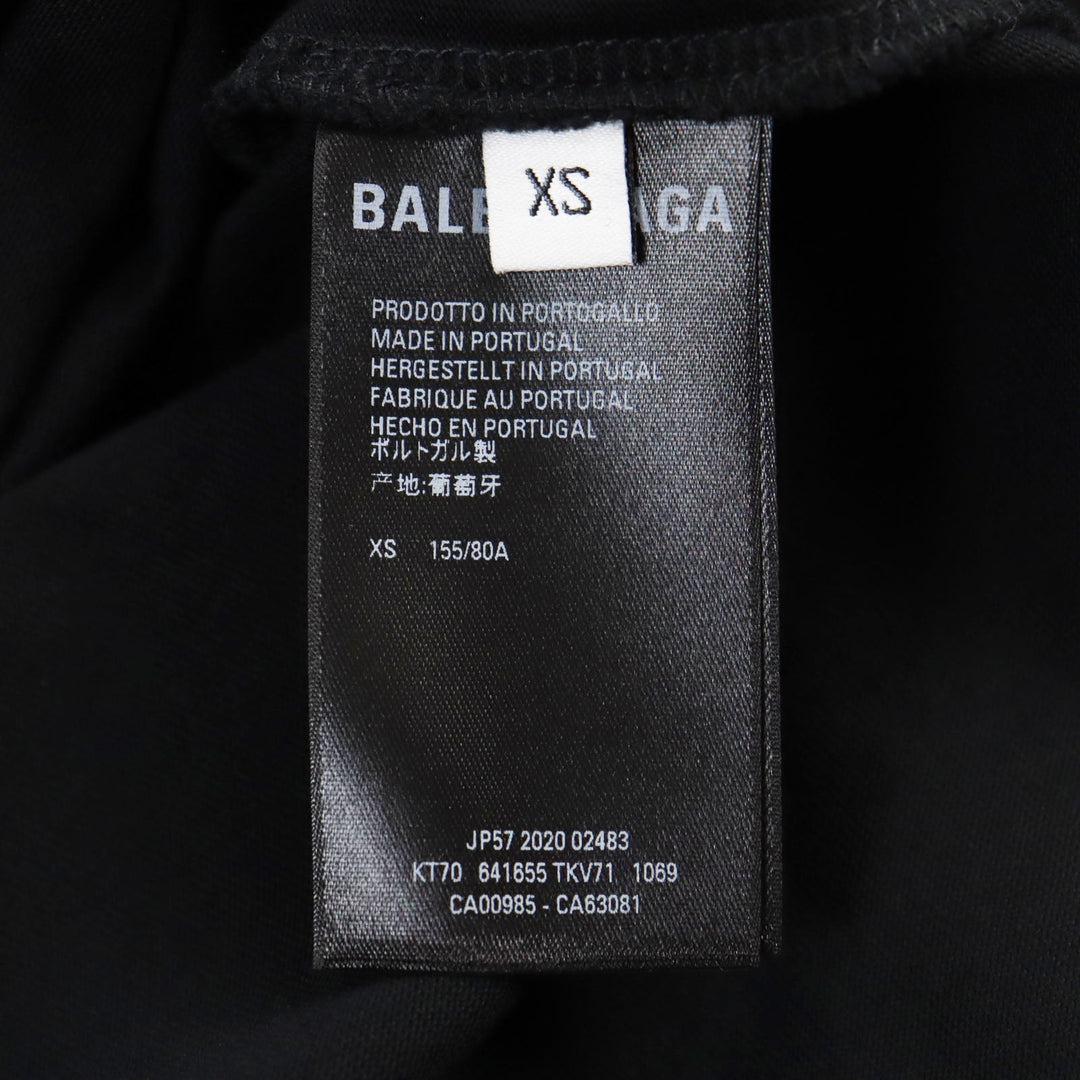 XS
BALE AGA
PRODOTTO IN PORTOGALLO
MADE IN PORTUGAL
HERGESTELLT IN PORTUGAL
FABRIQUE AU PORTUGAL
HECHO EN PORTUGAL
ポルトガル製
产地:葡萄牙
XS 155/80A
JP57 2020 02483
KT70 641655 TKV71 1069
CA00985 - CA63081